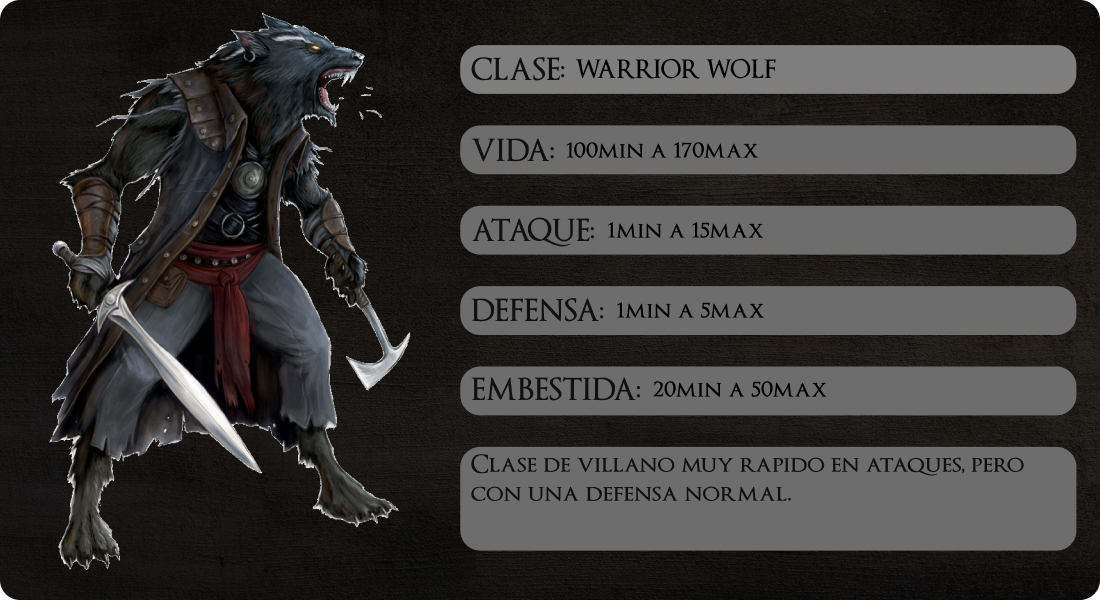 CLASE: WARRIOR WOLF
VIDA: 100MIN A 170MAX
ATAQUE: 1MIN A 15MAX
DEFENSA: 1MIN A 5MAX
EMBESTIDA: 20MIN A 50MAX
CLASE DE VILLANO MUY RAPIDO EN ATAQUES, PERO
CON UNA DEFENSA NORMAL.